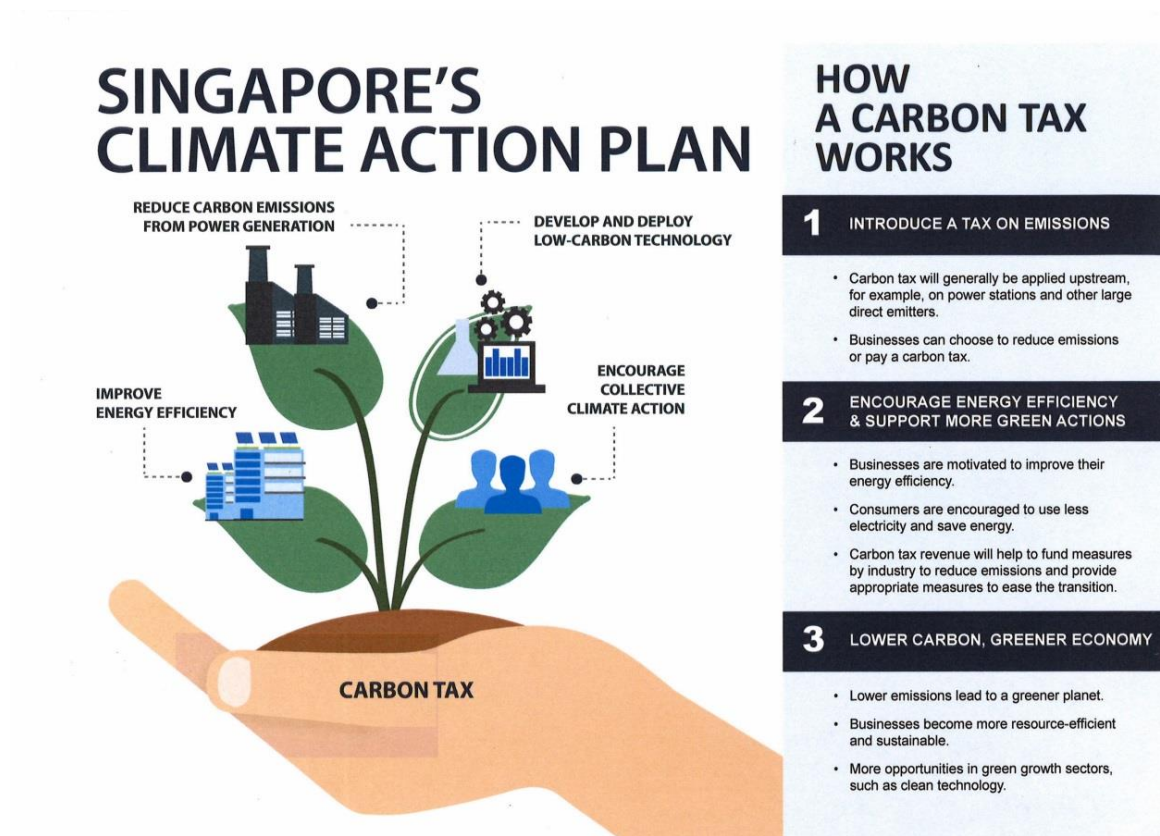 SINGAPORE'S
CLIMATE ACTION PLAN
REDUCE CARBON EMISSIONS
FROM POWER GENERATION
DEVELOP AND DEPLOY
LOW-CARBON TECHNOLOGY
IMPROVE
ENERGY EFFICIENCY
ENCOURAGE
COLLECTIVE
CLIMATE ACTION
CARBON TAX
HOW
A CARBON TAX
WORKS
1 INTRODUCE A TAX ON EMISSIONS
• Carbon tax will generally be applied upstream,
for example, on power stations and other large
direct emitters.
• Businesses can choose to reduce emissions
or pay a carbon tax.
2 ENCOURAGE ENERGY EFFICIENCY
& SUPPORT MORE GREEN ACTIONS
• Businesses are motivated to improve their
energy efficiency.
• Consumers are encouraged to use less
electricity and save energy.
• Carbon tax revenue will help to fund measures
by industry to reduce emissions and provide
appropriate measures to ease the transition.
3 LOWER CARBON, GREENER ECONOMY
• Lower emissions lead to a greener planet.
• Businesses become more resource-efficient
and sustainable.
• More opportunities in green growth sectors,
such as clean technology.